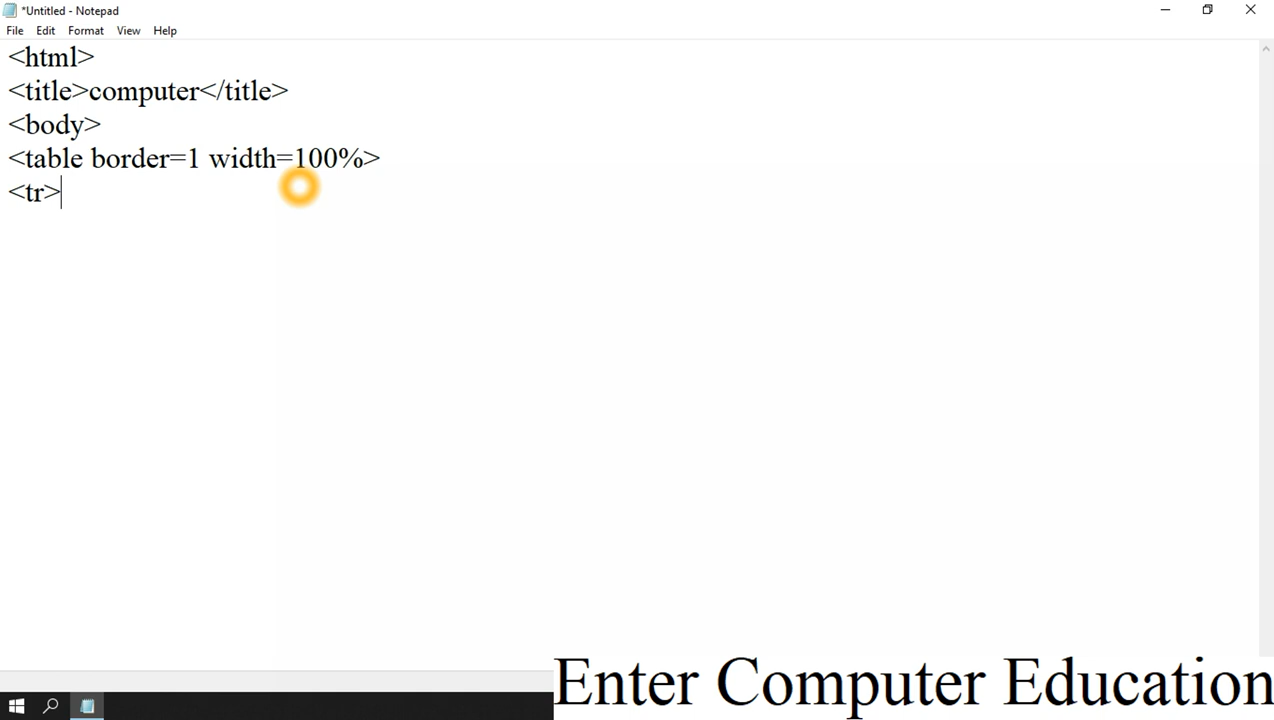 *Untitled - Notepad
File Edit Format View Help
<html>
<title>computer</title>
<body>
<table border=1 width=100%>
<tr>
Enter Computer Education